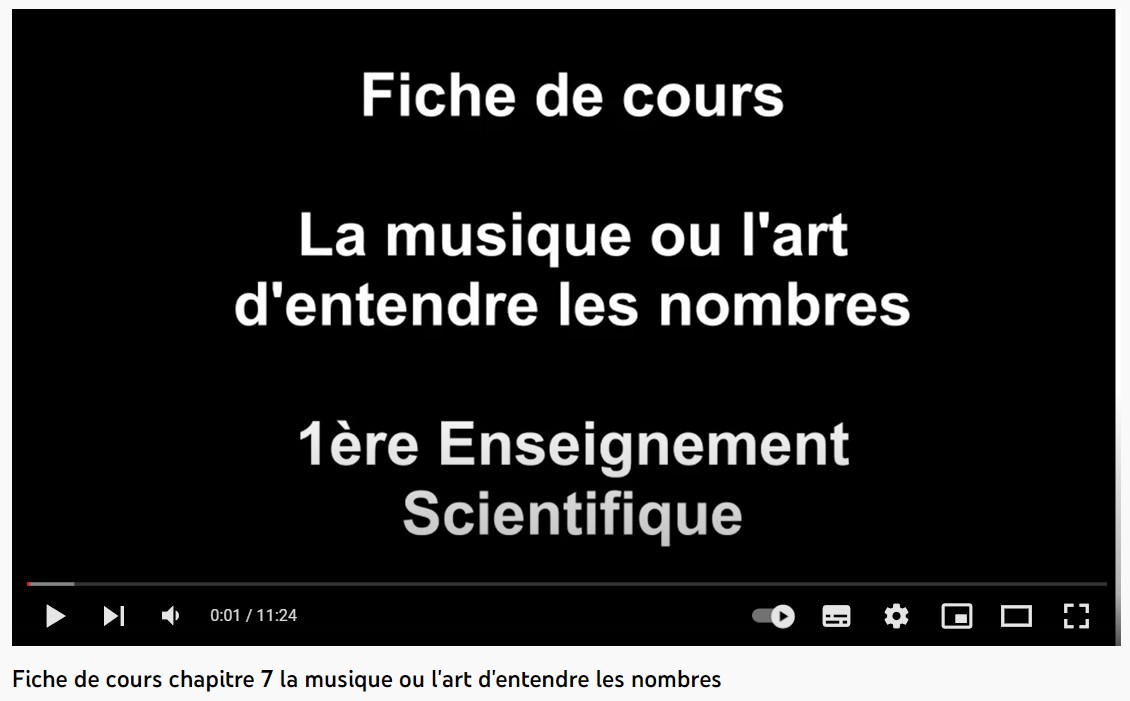 Fiche de cours
La musique ou l'art
d'entendre les nombres
1ère Enseignement
Scientifique
0:01 / 11:24
Fiche de cours chapitre 7 la musique ou l'art d'entendre les nombres